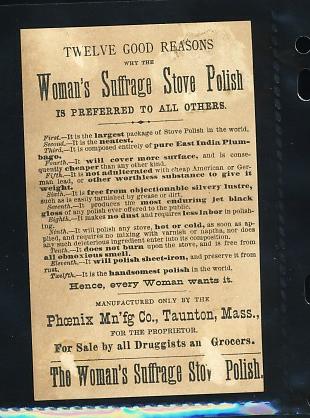 TWELVE GOOD REASONS
WHY THE
Woman's Suffrage Stove Polish
IS PREFERRED TO ALL OTHERS.
First.—It is the largest package of Stove Polish in the world,
Second.—It is the neatest.
Third.—It is composed entirely of pure East India Plum-
bago.
Fourth.—It will cover more surface, and is conse-
quently cheaper than any other kind.
Fifth.—It is not adulterated with cheap American or Ger-
man lead, or other worthless substance to give it
weight.
Sixth.—It is free from objectionable silvery lustre,
such as is easily tarnished by grease or dirt.
Seventh.—It produces the most enduring jet black
gloss of any polish ever offered to the public.
Eighth.—It makes no dust and requires less labor in polish-
ing.
Ninth.—It will polish any stove, hot or cold, as soon as ap-
plied, and requires no mixing with varnish or naptha, nor does
any such deleterious ingredient enter into its composition.
Tenth.—It does not burn upon the stove, and is free from
all obnoxious smell.
Eleventh.—It will polish sheet-iron, and preserve it from
rust.
Twelfth.—It is the handsomest polish in the world.
Hence, every Woman wants it.
MANUFACTURED ONLY BY THE
Phœnix Mn'fg Co., Taunton, Mass.,
FOR THE PROPRIETOR.
For Sale by all Druggists an Grocers.
The Woman's Suffrage Stov Polish.